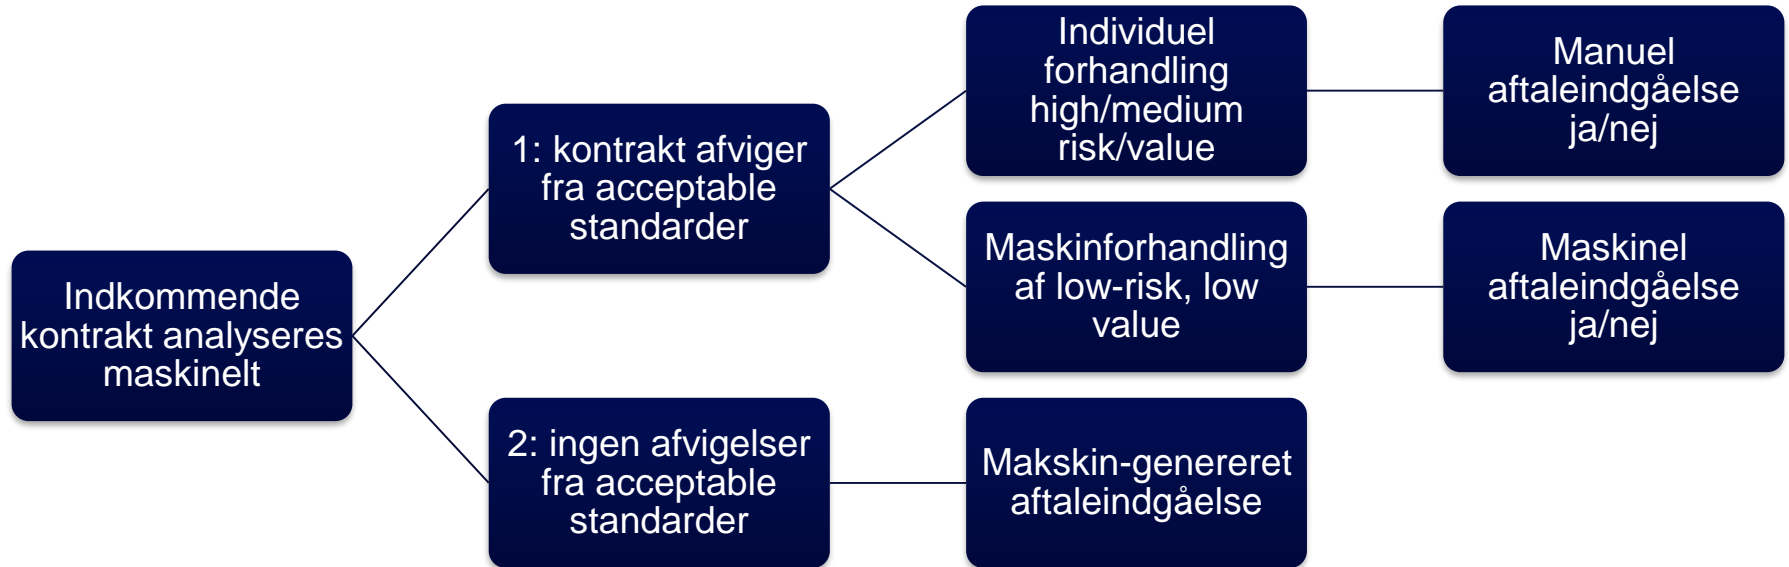 Indkommende
kontrakt analyseres
maskinelt
1: kontrakt afviger
fra acceptable
standarder
Individuel
forhandling
high/medium
risk/value
Manuel
aftaleindgåelse
ja/nej
Maskinforhandling
af low-risk, low
value
Maskinel
aftaleindgåelse
ja/nej
2: ingen afvigelser
fra acceptable
standarder
Makskin-genereret
aftaleindgåelse